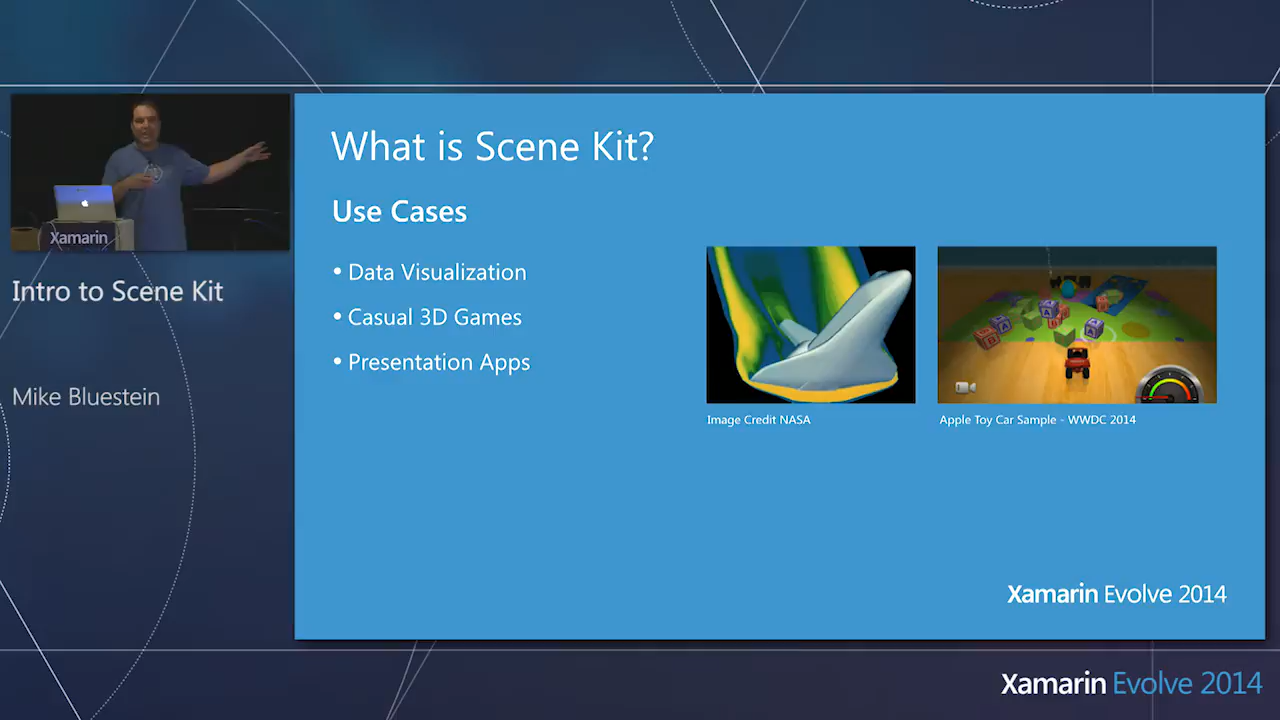 Xamarin
Intro to Scene Kit
Mike Bluestein
What is Scene Kit?
Use Cases
• Data Visualization
• Casual 3D Games
• Presentation Apps
Image Credit NASA
Apple Toy Car Sample - WWDC 2014
Xamarin Evolve 2014
Xamarin Evolve 2014